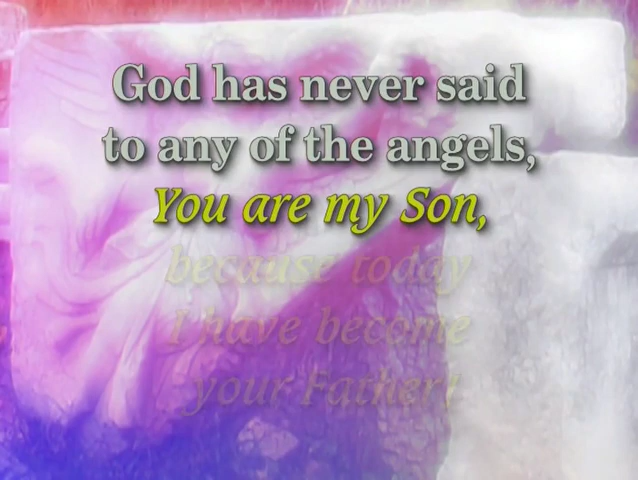 God has never said
to any of the angels,
You are my Son,
because today
I have become
your Father!